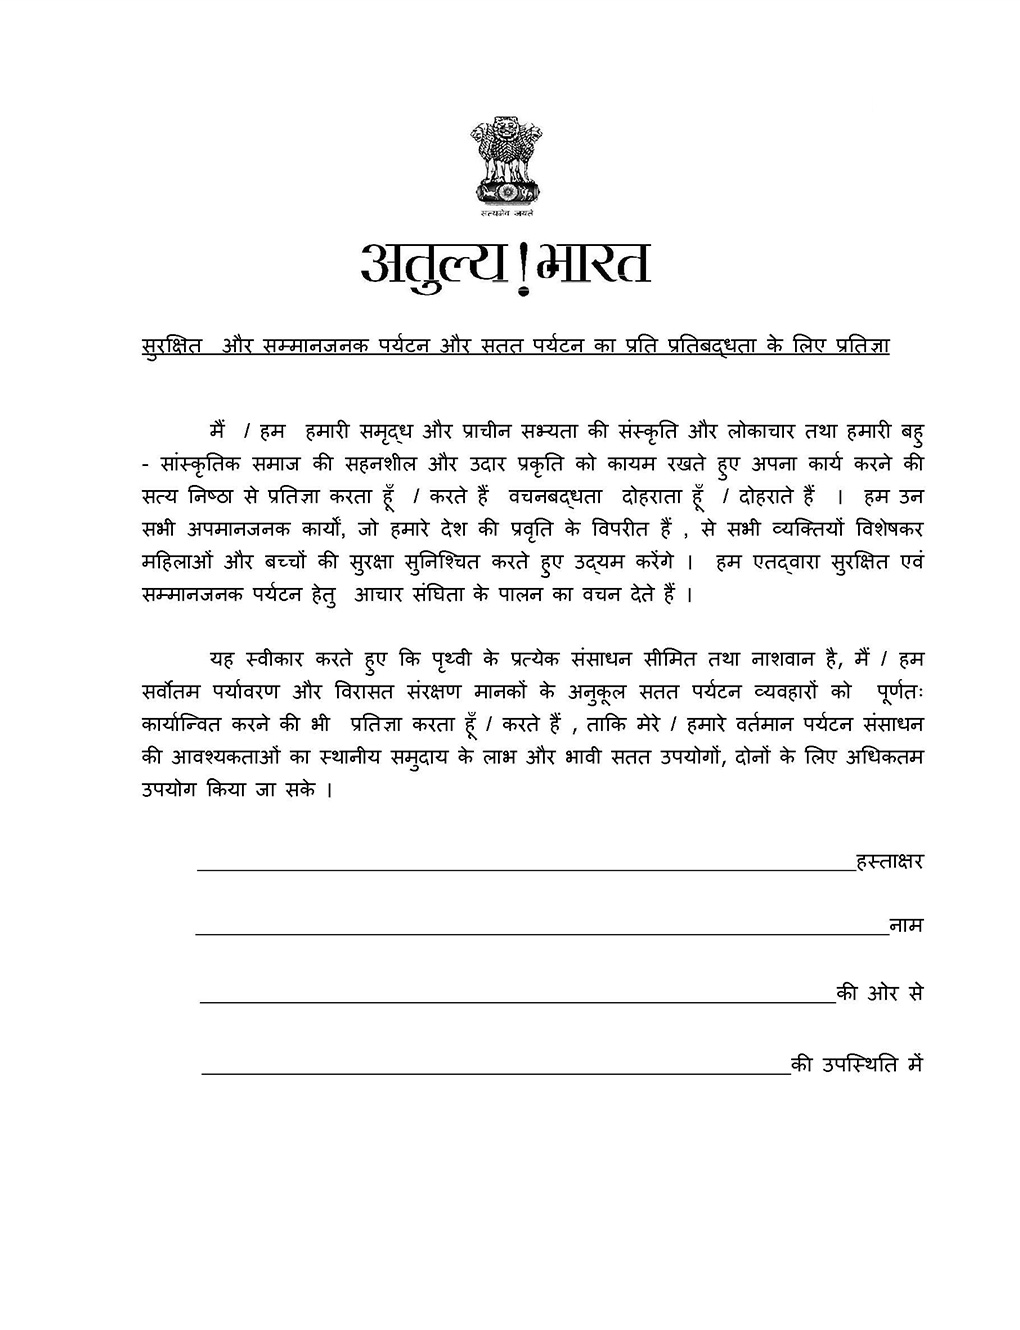 सत्यमेव जयते
अतुल्य!भारत
सुरक्षित और सम्मानजनक पर्यटन और सतत पर्यटन का प्रति प्रतिबद्धता के लिए प्रतिज्ञा
मैं / हम हमारी समृद्ध और प्राचीन सभ्यता की संस्कृति और लोकाचार तथा हमारी बहु
- सांस्कृतिक समाज की सहनशील और उदार प्रकृति को कायम रखते हुए अपना कार्य करने की
सत्य निष्ठा से प्रतिज्ञा करता हूँ / करते हैं वचनबद्धता दोहराता हूँ / दोहराते हैं । हम उन
सभी अपमानजनक कार्यों, जो हमारे देश की प्रवृति के विपरीत हैं , से सभी व्यक्तियों विशेषकर
महिलाओं और बच्चों की सुरक्षा सुनिश्चित करते हुए उद्यम करेंगे । हम एतद्वारा सुरक्षित एवं
सम्मानजनक पर्यटन हेतु आचार संघिता के पालन का वचन देते हैं ।
यह स्वीकार करते हुए कि पृथ्वी के प्रत्येक संसाधन सीमित तथा नाशवान है, मैं / हम
सर्वोतम पर्यावरण और विरासत संरक्षण मानकों के अनुकूल सतत पर्यटन व्यवहारों को पूर्णतः
कार्यान्वित करने की भी प्रतिज्ञा करता हूँ / करते हैं , ताकि मेरे / हमारे वर्तमान पर्यटन संसाधन
की आवश्यकताओं का स्थानीय समुदाय के लाभ और भावी सतत उपयोगों, दोनों के लिए अधिकतम
उपयोग किया जा सके ।
हस्ताक्षर
नाम
की ओर से
की उपस्थिति में